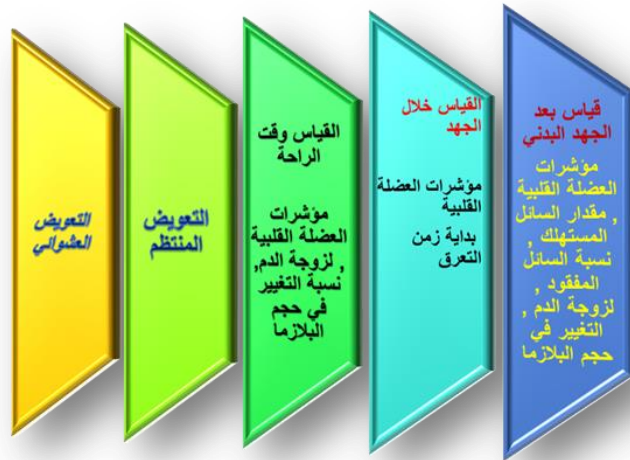 قياس بعد
الجهد البدني
مؤشرات
العضلة القلبية
, مقدار السائل
المستهلك ,
نسبة السائل
المفقود ,
لزوجة الدم ,
التغيير في
حجم البلازما
القياس خلال
الجهد
مؤشرات العضلة
القلبية
بداية زمن
التعرق
القياس وقت
الراحة
مؤشرات
العضلة القلبية
, لزوجة الدم,
نسبة التغيير
في حجم
البلازما
التعويض
المنتظم
التعويض
العشوائي